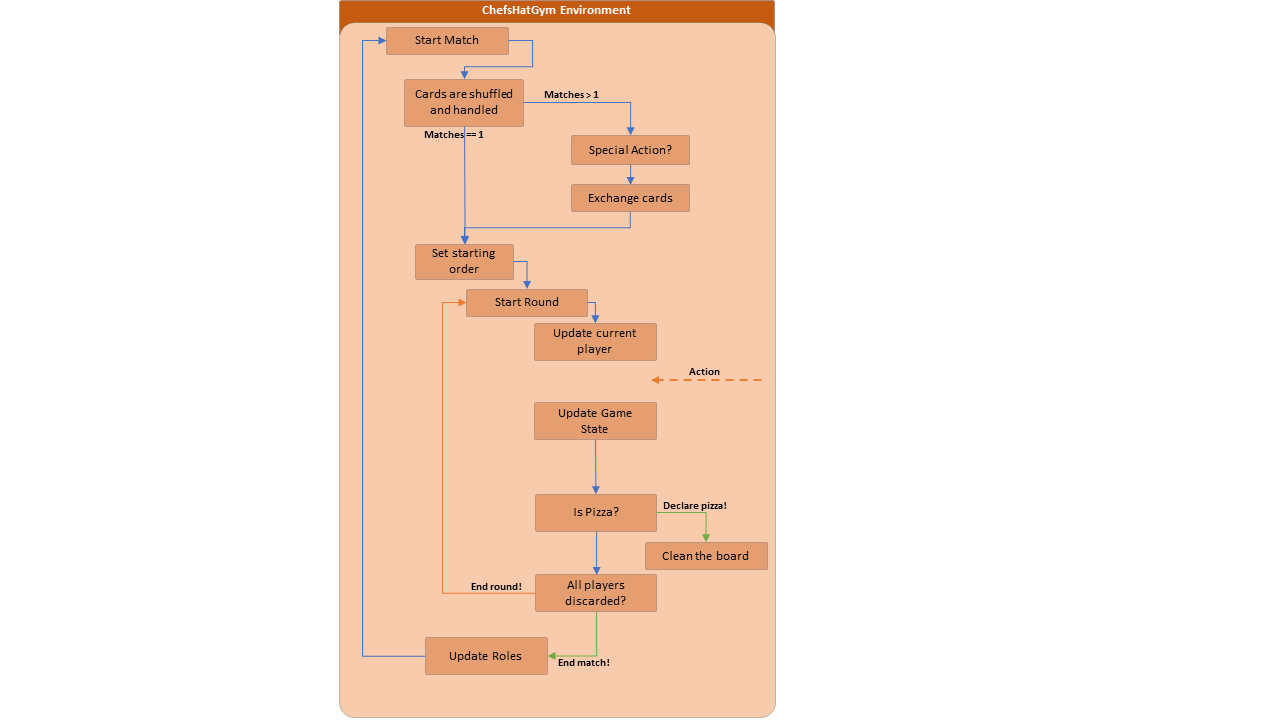 ChefsHatGym Environment
Start Match
Cards are shuffled
and handled
Matches > 1
Matches == 1
Special Action?
Exchange cards
Set starting
order
Start Round
Update current
player
Action
Update Game
State
Is Pizza?
Declare pizza!
Clean the board
All players
discarded?
End round!
Update Roles
End match!